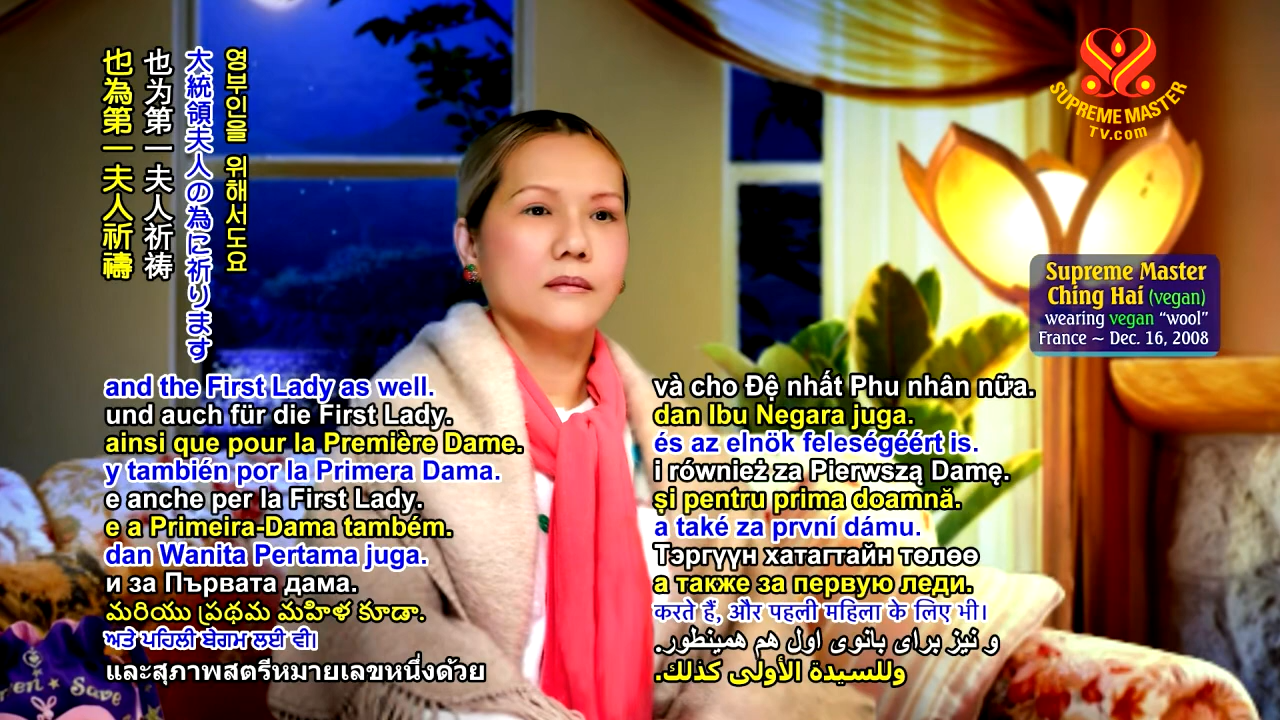 也為第一夫人祈禱
也为第一夫人祈祷
大統領夫人の為に祈ります
영부인을 위해서도요
SUPREME MASTER
TV.com
Supreme Master
Ching Hai (vegan)
wearing vegan “wool”
France ~ Dec. 16, 2008
and the First Lady as well.
und auch für die First Lady.
ainsi que pour la Première Dame.
y también por la Primera Dama.
e anche per la First Lady.
e a Primeira-Dama também.
dan Wanita Pertama juga.
и за Първата дама.
మరియు ప్రథమ మహిళ కూడా.
ਅਤੇ ਪਹਿਲੀ ਬੇਗਮ ਲਈ ਵੀ।
และสุภาพสตรีหมายเลขหนึ่งด้วย
và cho Đệ nhất Phu nhân nữa.
dan Ibu Negara juga.
és az elnök feleségéért is.
i również za Pierwszą Damę.
și pentru prima doamnă.
a také za první dámu.
Тэргүүн хатагтайн төлөө
а также за первую леди.
करते हैं, और पहली महिला के लिए भी।
و نیز برای بانوی اول هم همینطور.
وللسيدة الأولى كذلك.
Save